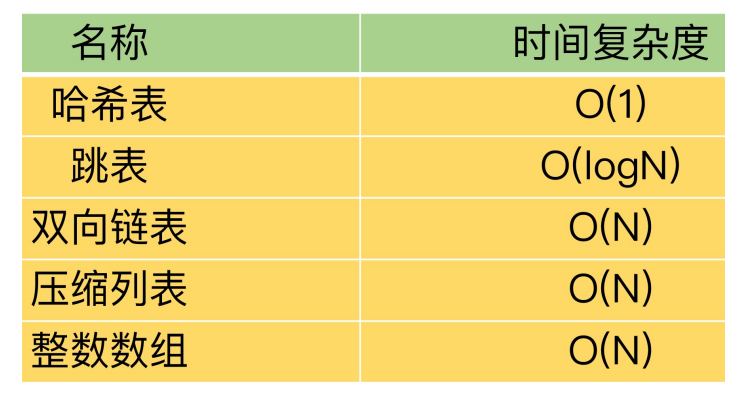 名称 时间复杂度
哈希表 O(1)
跳表 O(logN)
双向链表 O(N)
压缩列表 O(N)
整数数组 O(N)